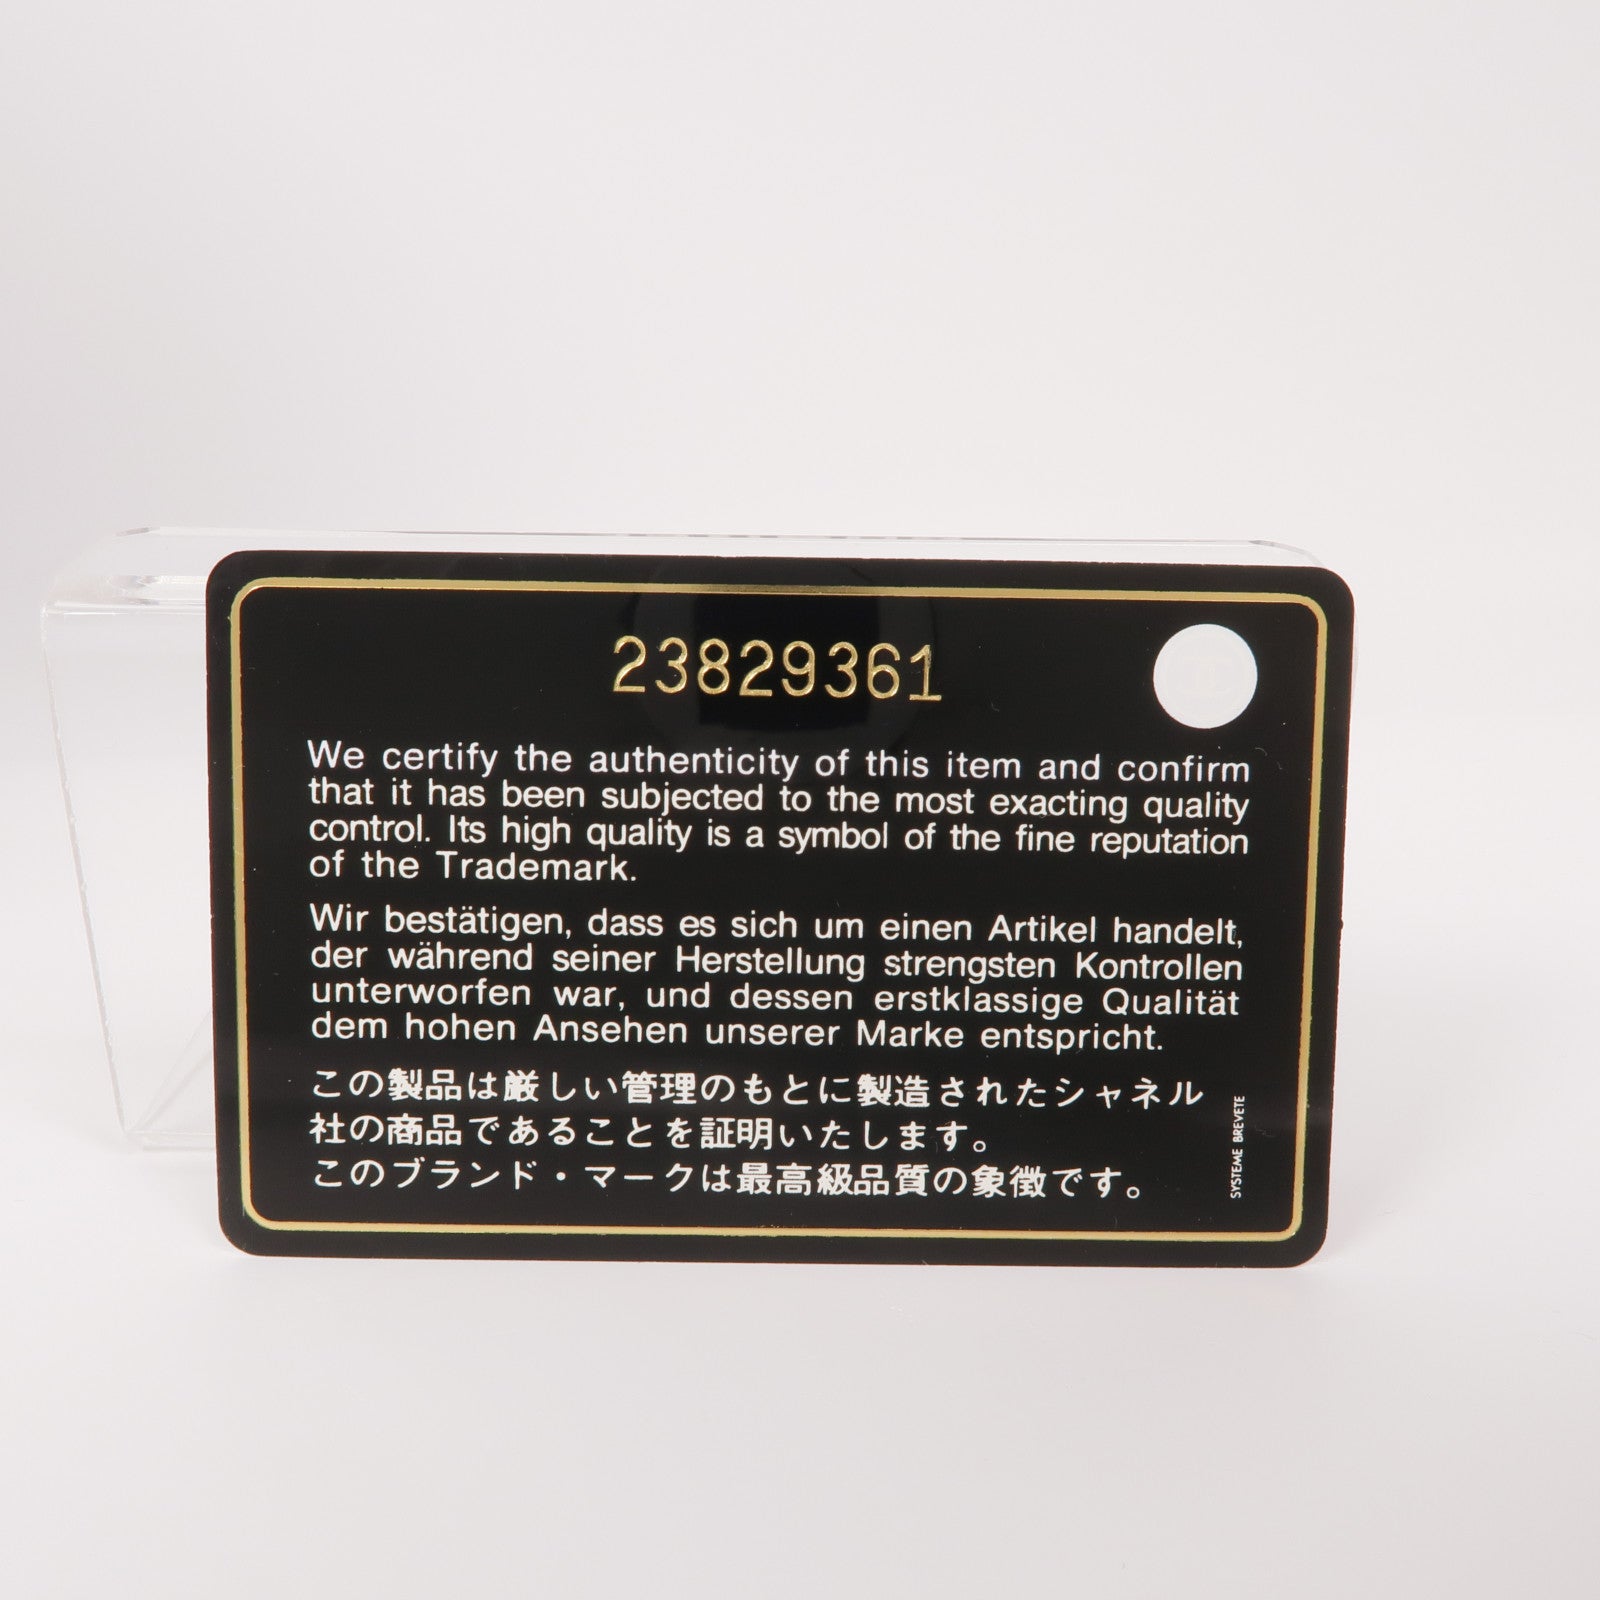 23829361
We certify the authenticity of this item and confirm
that it has been subjected to the most exacting quality
control. Its high quality is a symbol of the fine reputation
of the Trademark.
Wir bestätigen, dass es sich um einen Artikel handelt,
der während seiner Herstellung strengsten Kontrollen
unterworfen war, und dessen erstklassige Qualität
dem hohen Ansehen unserer Marke entspricht.
この製品は厳しい管理のもとに製造されたシャネル
社の商品であることを証明いたします。
このブランド・マークは最高級品質の象徴です。
SYSTEME BREVETE